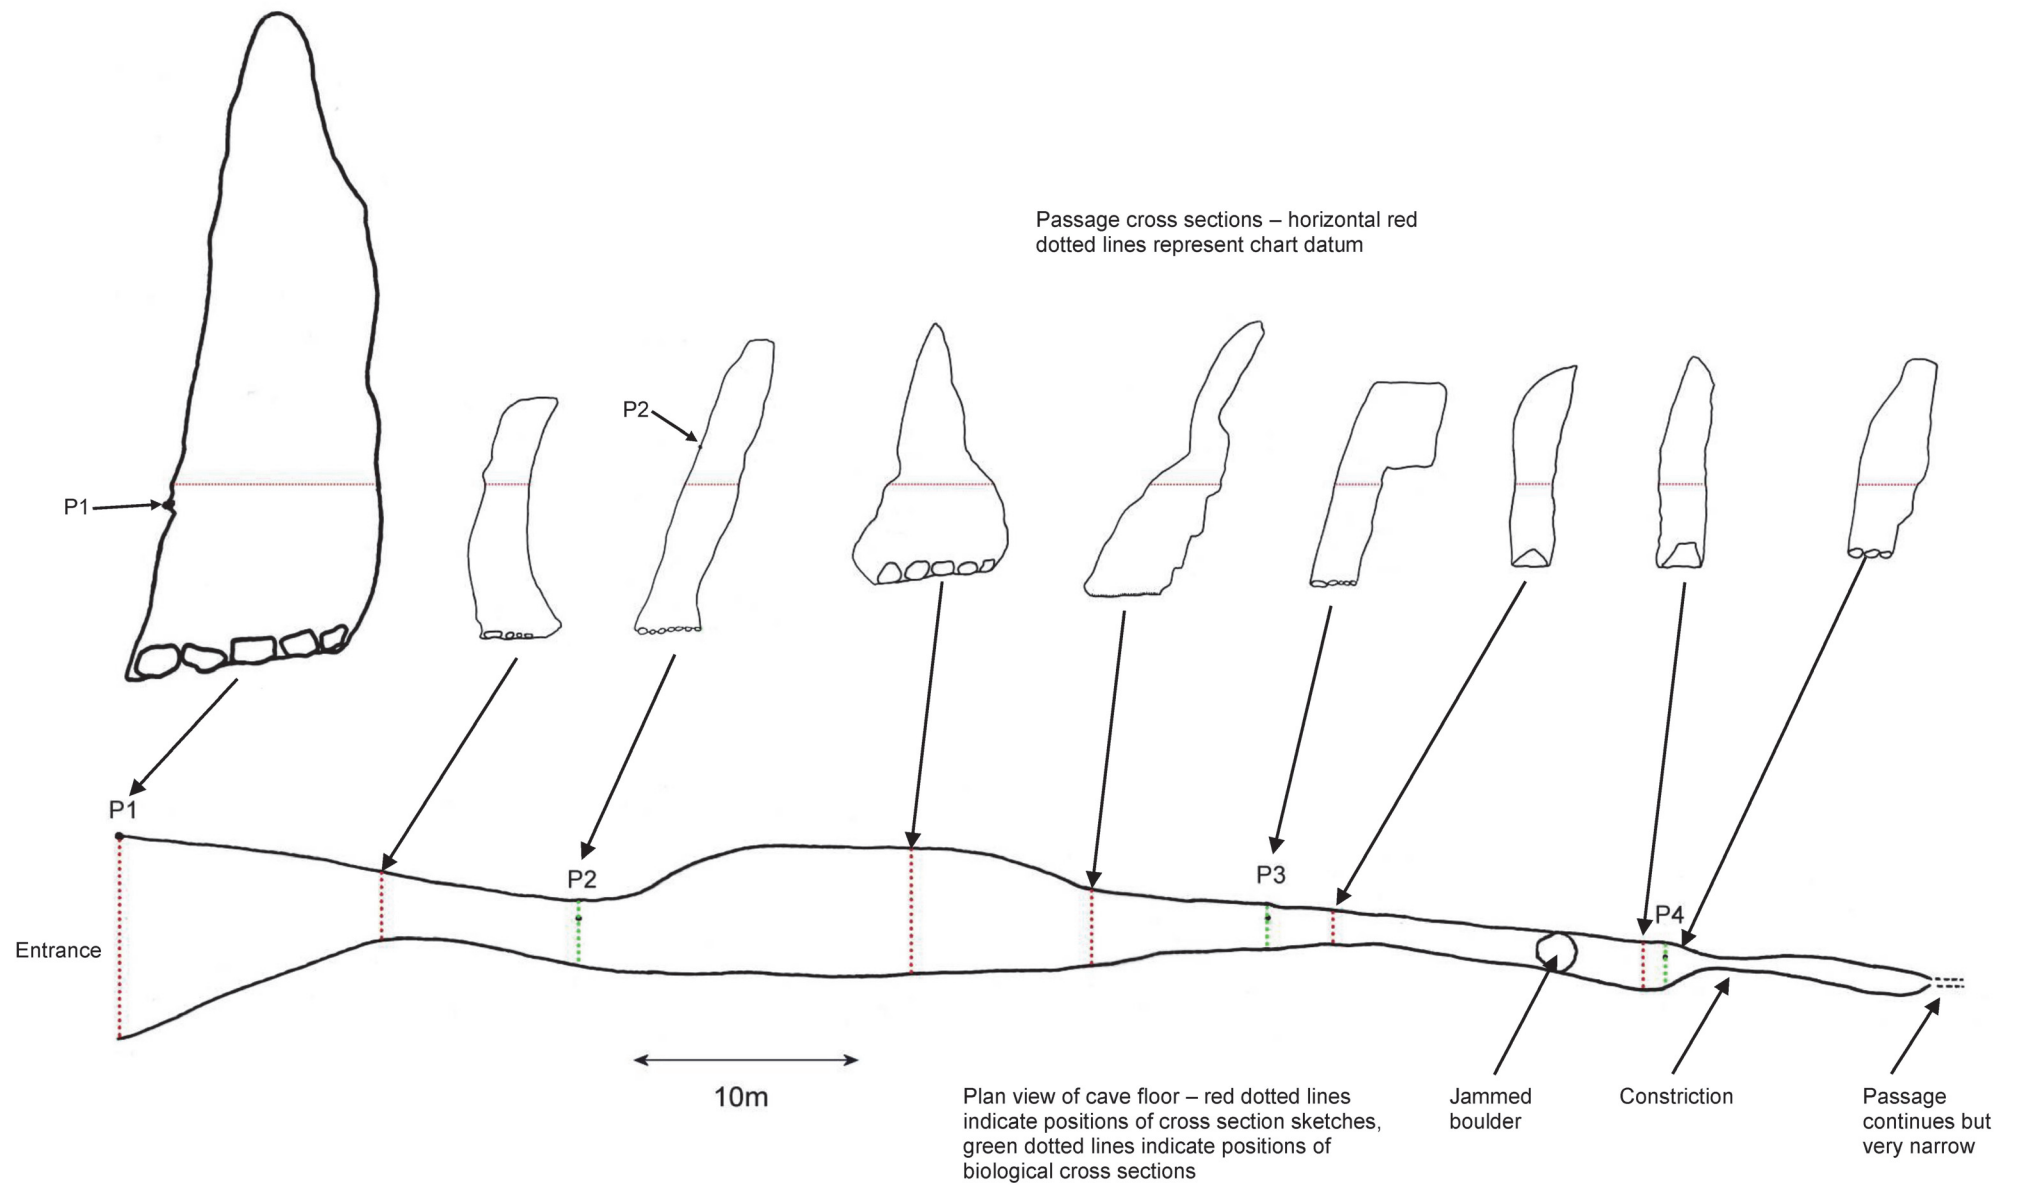 Passage cross sections – horizontal red
dotted lines represent chart datum
P2
P1
P1
P2
P3
P4
Entrance
10m
Plan view of cave floor – red dotted lines
indicate positions of cross section sketches,
green dotted lines indicate positions of
biological cross sections
Jammed
boulder
Constriction
Passage
continues but
very narrow